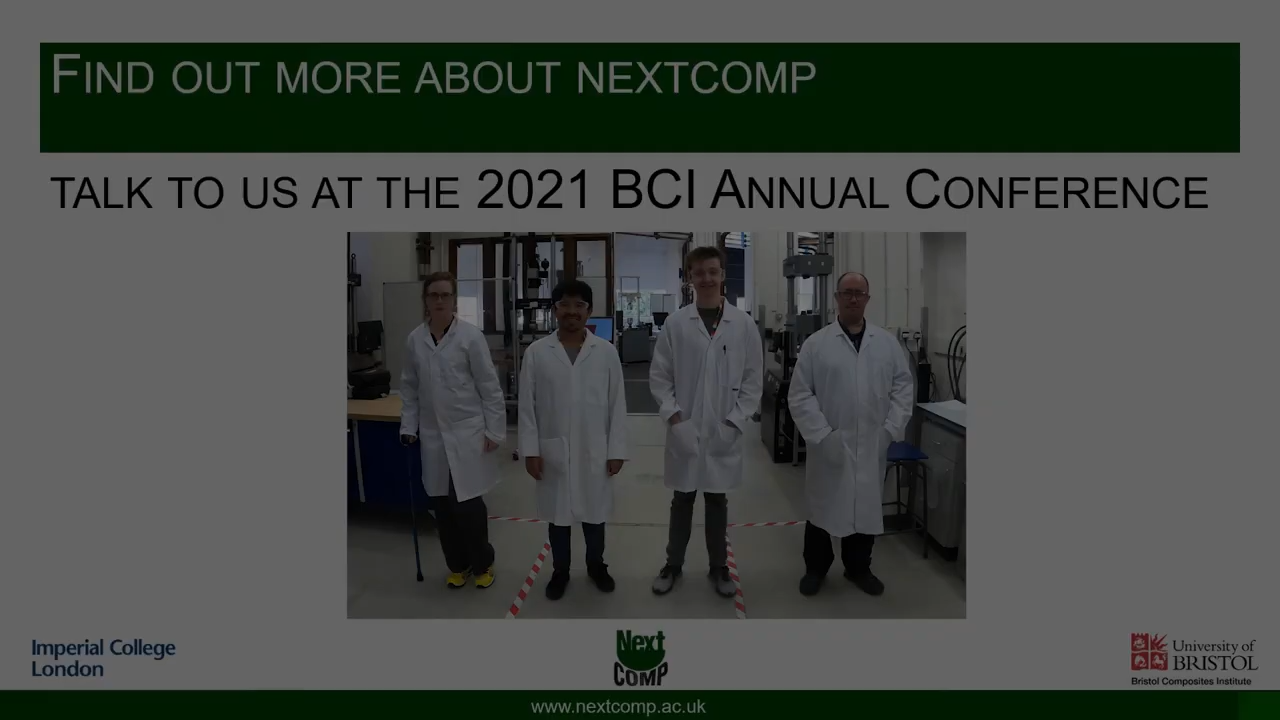 FIND OUT MORE ABOUT NEXTCOMP
TALK TO US AT THE 2021 BCI ANNUAL CONFERENCE
Imperial College
London
Next
COMP
University of
BRISTOL
Bristol Composites Institute
www.nextcomp.ac.uk